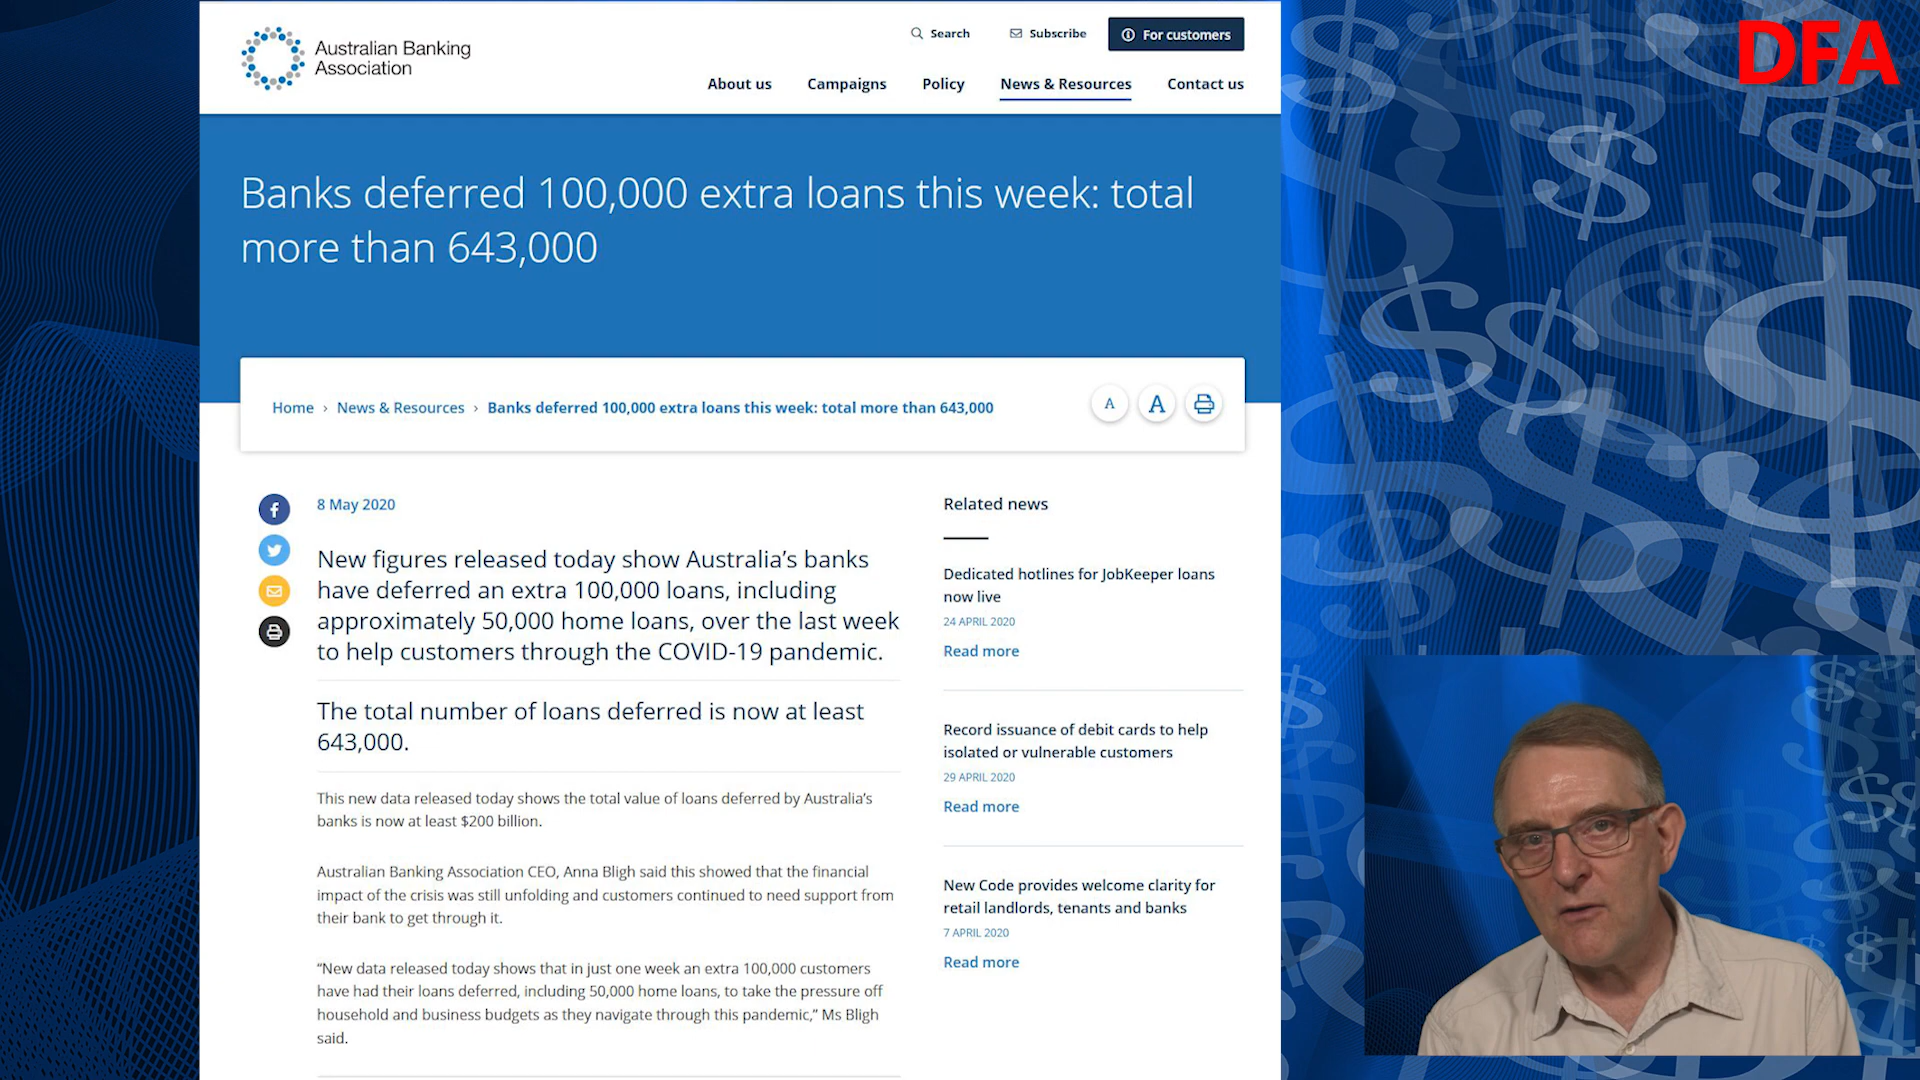 Australian Banking
Association
Search
Subscribe
For customers
About us
Campaigns
Policy
News & Resources
Contact us
DFA
Banks deferred 100,000 extra loans this week: total
more than 643,000
Home › News & Resources › Banks deferred 100,000 extra loans this week: total more than 643,000
A A
8 May 2020
New figures released today show Australia’s banks
have deferred an extra 100,000 loans, including
approximately 50,000 home loans, over the last week
to help customers through the COVID-19 pandemic.
The total number of loans deferred is now at least
643,000.
This new data released today shows the total value of loans deferred by Australia’s
banks is now at least $200 billion.
Australian Banking Association CEO, Anna Bligh said this showed that the financial
impact of the crisis was still unfolding and customers continued to need support from
their bank to get through it.
“New data released today shows that in just one week an extra 100,000 customers
have had their loans deferred, including 50,000 home loans, to take the pressure off
household and business budgets as they navigate through this pandemic,” Ms Bligh
said.
Related news
Dedicated hotlines for JobKeeper loans
now live
24 APRIL 2020
Read more
Record issuance of debit cards to help
isolated or vulnerable customers
29 APRIL 2020
Read more
New Code provides welcome clarity for
retail landlords, tenants and banks
7 APRIL 2020
Read more